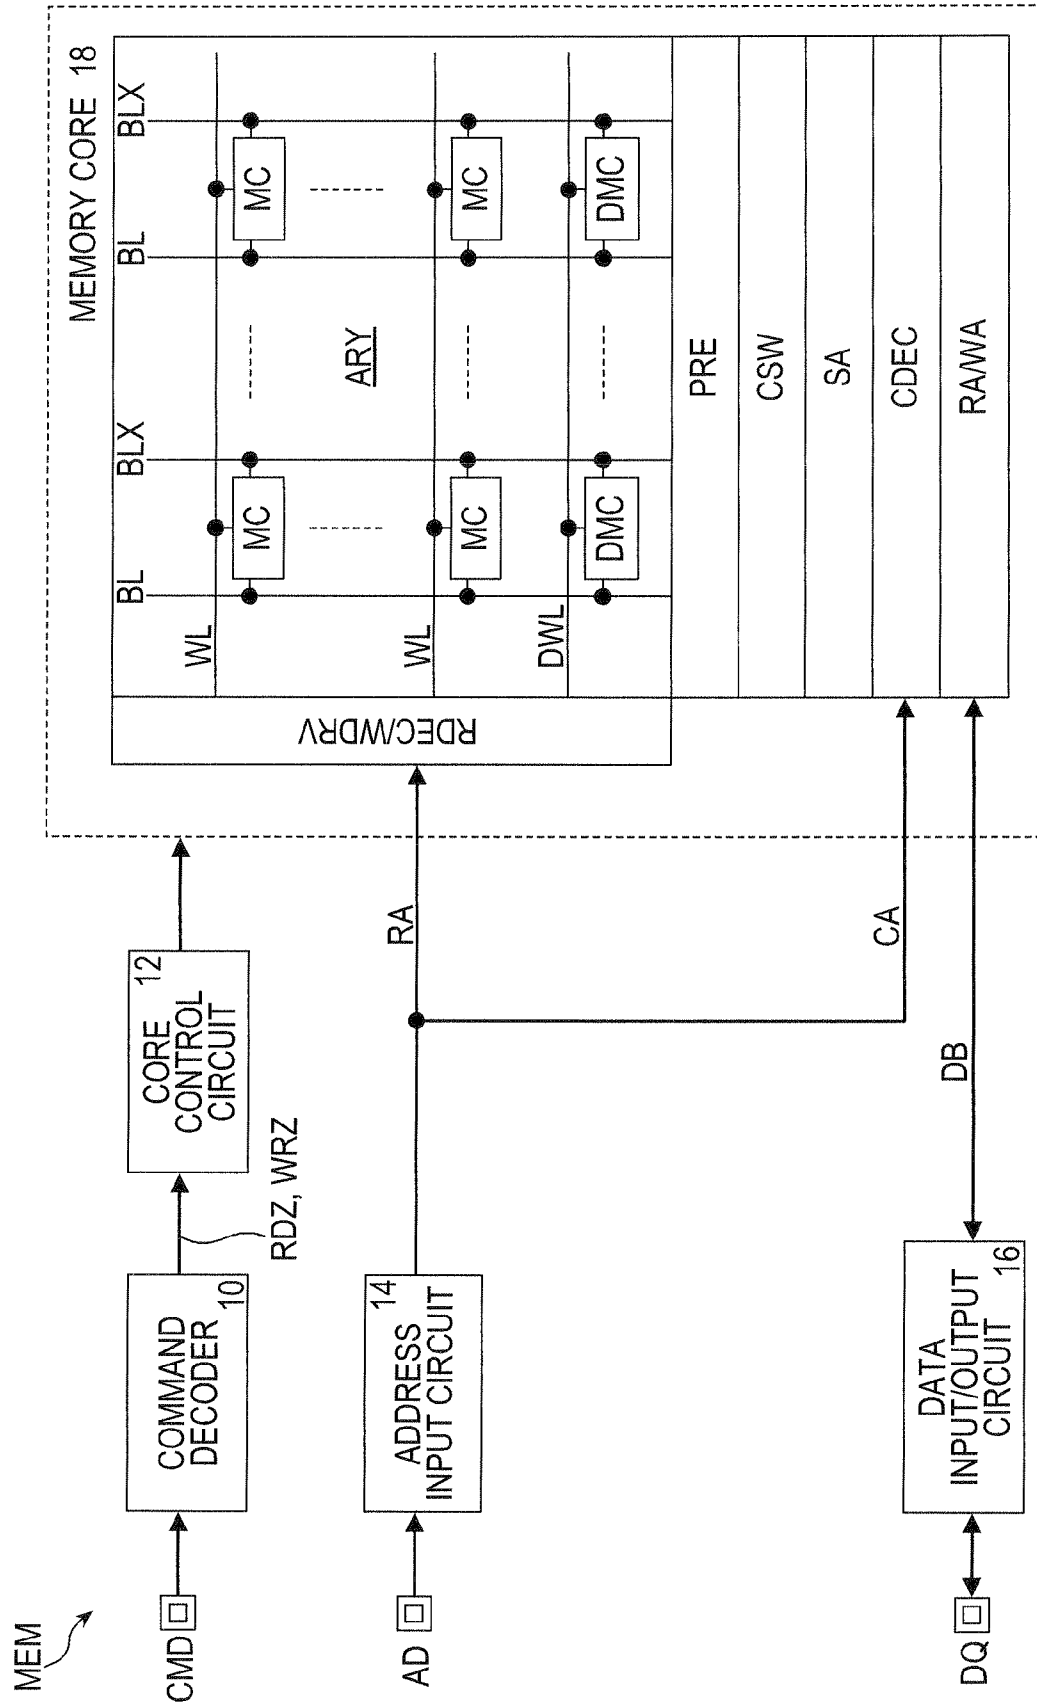 MEM
CMD
COMMAND
DECODER
10
RDZ, WRZ
CORE
CONTROL
CIRCUIT
12
AD
ADDRESS
INPUT CIRCUIT
14
RA
CA
DQ
DATA
INPUT/OUTPUT
CIRCUIT
16
DB
MEMORY CORE 18
RDEC/WDRV
BL
BLX
BL
BLX
WL
MC
MC
ARY
WL
MC
MC
DWL
DMC
DMC
PRE
CSW
SA
CDEC
RA/WA